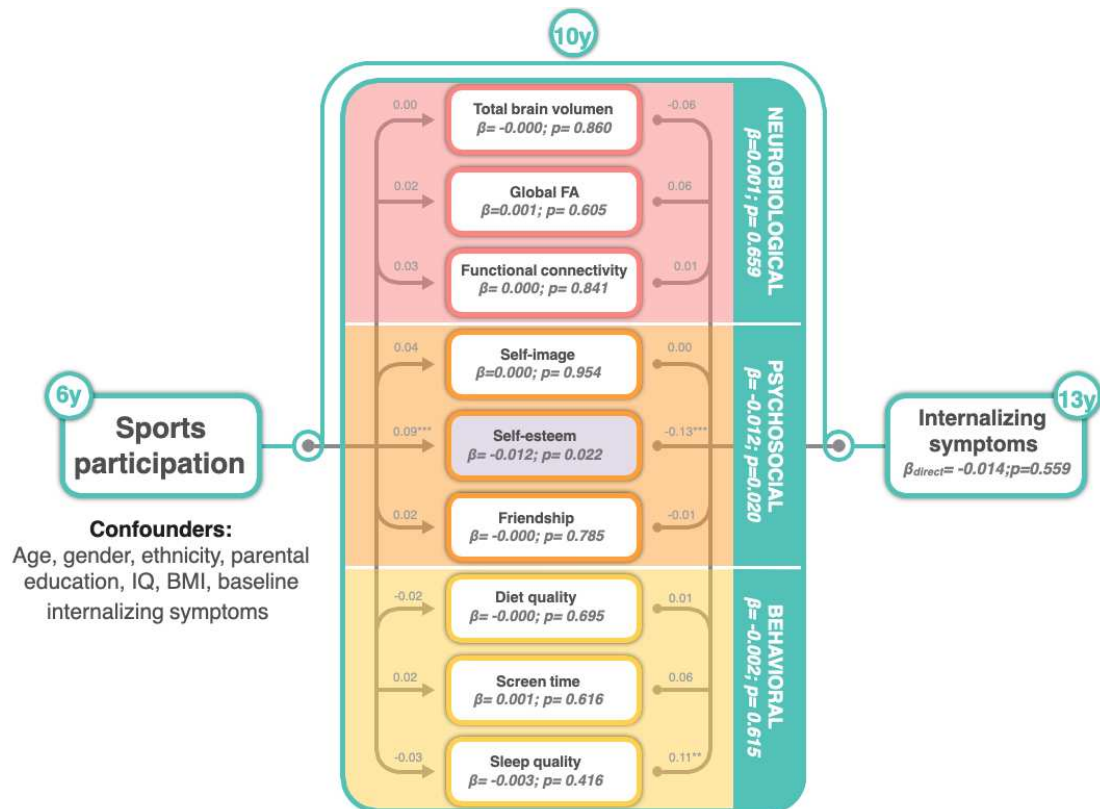 10y
0.00
Total brain volumen
β= -0.000; p= 0.860
-0.06
0.02
Global FA
β=0.001; p= 0.605
0.06
0.03
Functional connectivity
β= 0.000; p= 0.841
0.01
NEUROBIOLOGICAL
β=0.001; p= 0.659
6y
Sports
participation
Confounders:
Age, gender, ethnicity, parental
education, IQ, BMI, baseline
internalizing symptoms
0.04
Self-image
β=0.000; p= 0.954
0.00
0.09***
Self-esteem
β= -0.012; p= 0.022
-0.13***
0.02
Friendship
β= -0.000; p= 0.785
-0.01
PSYCHOSOCIAL
β= -0.012; p=0.020
-0.02
Diet quality
β= -0.000; p= 0.695
0.01
0.02
Screen time
β= 0.001; p= 0.616
0.06
-0.03
Sleep quality
β= -0.003; p= 0.416
0.11**
BEHAVIORAL
β= -0.002; p= 0.615
13y
Internalizing
symptoms
βdirect= -0.014;p=0.559